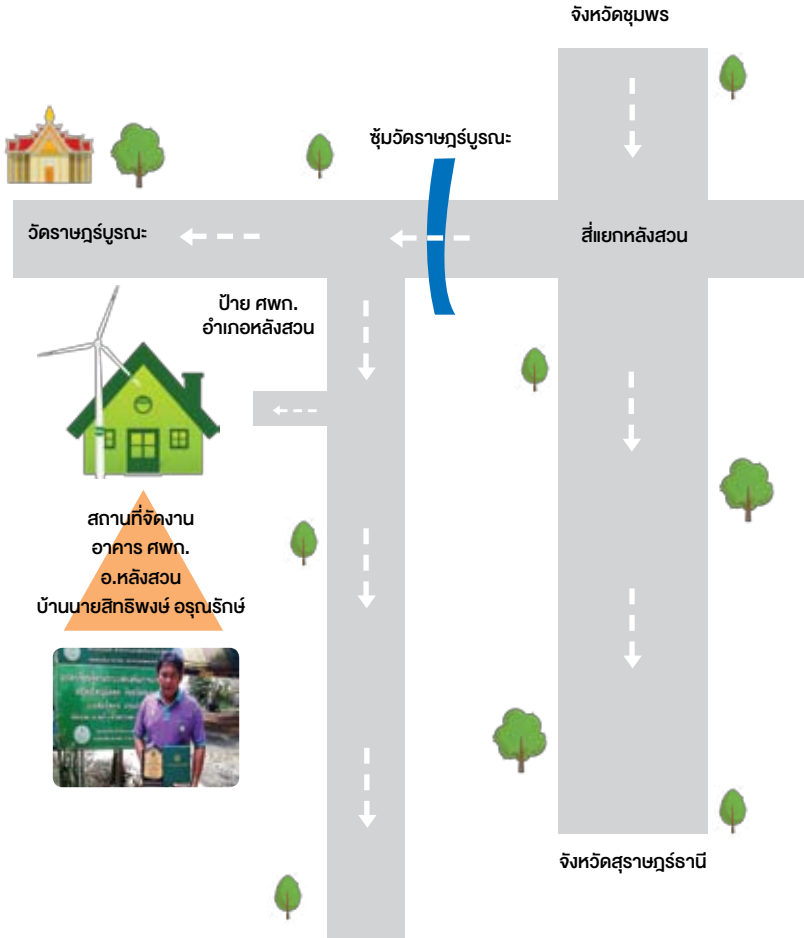 จังหวัดชุมพร
ซุ้มวัดราษฎร์บูรณะ
วัดราษฎร์บูรณะ
สี่แยกหลังสวน
ป้าย ศพก.
อำเภอหลังสวน
สถานที่จัดงาน
อาคาร ศพก.
อ.หลังสวน
บ้านนายสิทธิพงษ์ อรุณรักษ์
จังหวัดสุราษฎร์ธานี